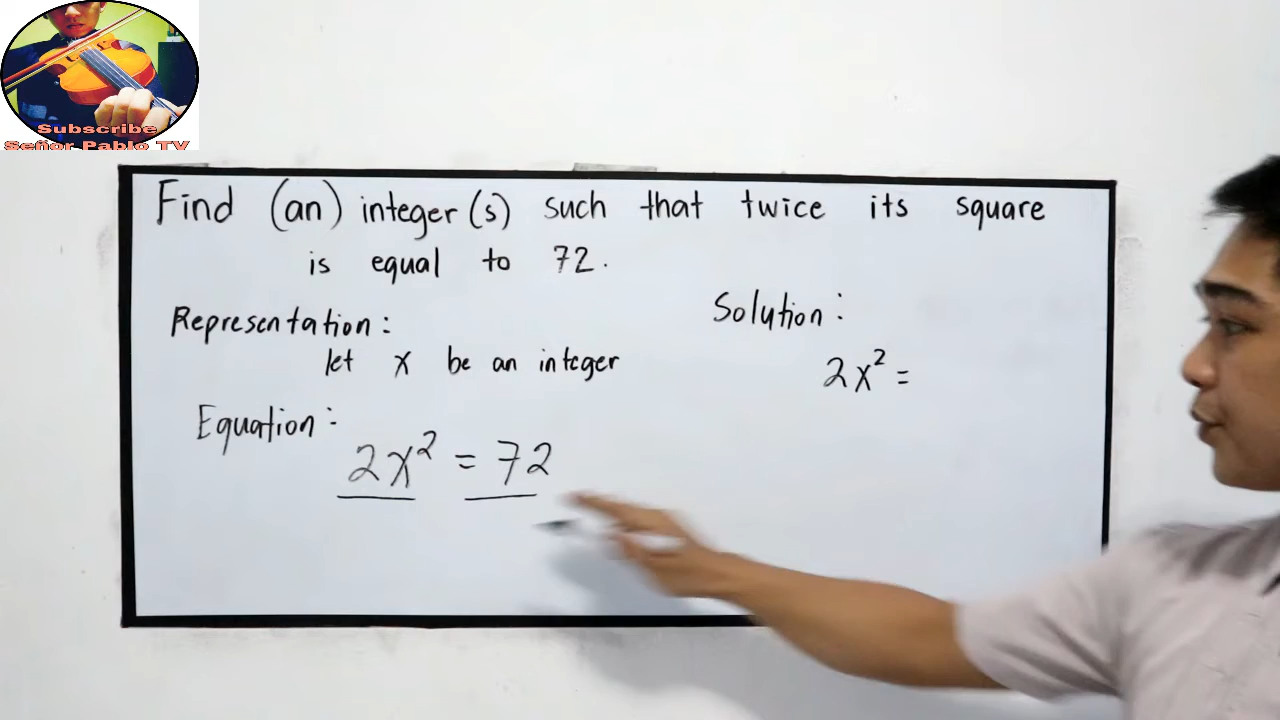 Subscribe
Señor Pablo TV
Find (an) integer(s) such that twice its square
is equal to 72.
Representation:
let x be an integer
Equation:
2x² = 72
Solution:
2x² =